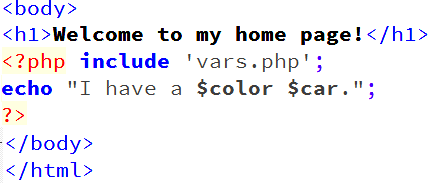 <body>
<h1>Welcome to my home page!</h1>
<?php include 'vars.php';
echo "I have a $color $car.";
?>
</body>
</html>